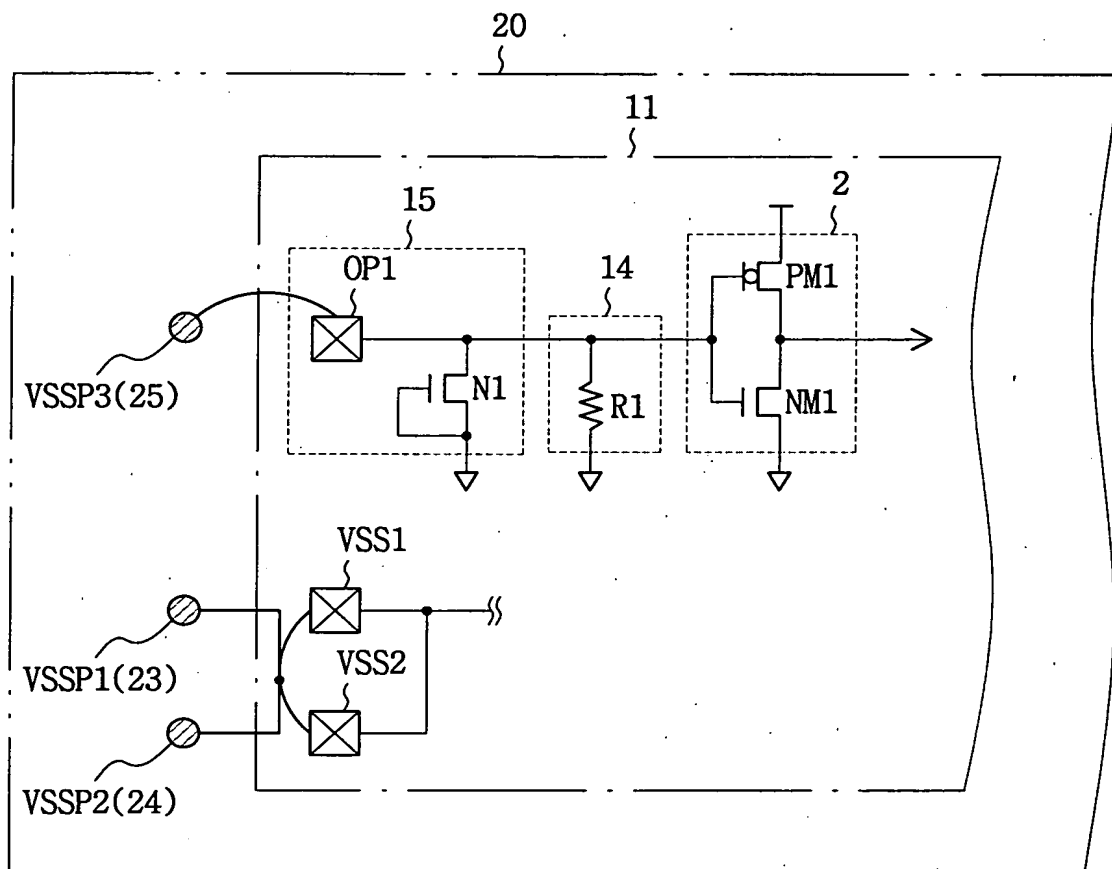 20
11
15
2
OP1
14
PM1
VSSP3(25)
N1
R1
NM1
VSS1
VSSP1(23)
VSS2
VSSP2(24)